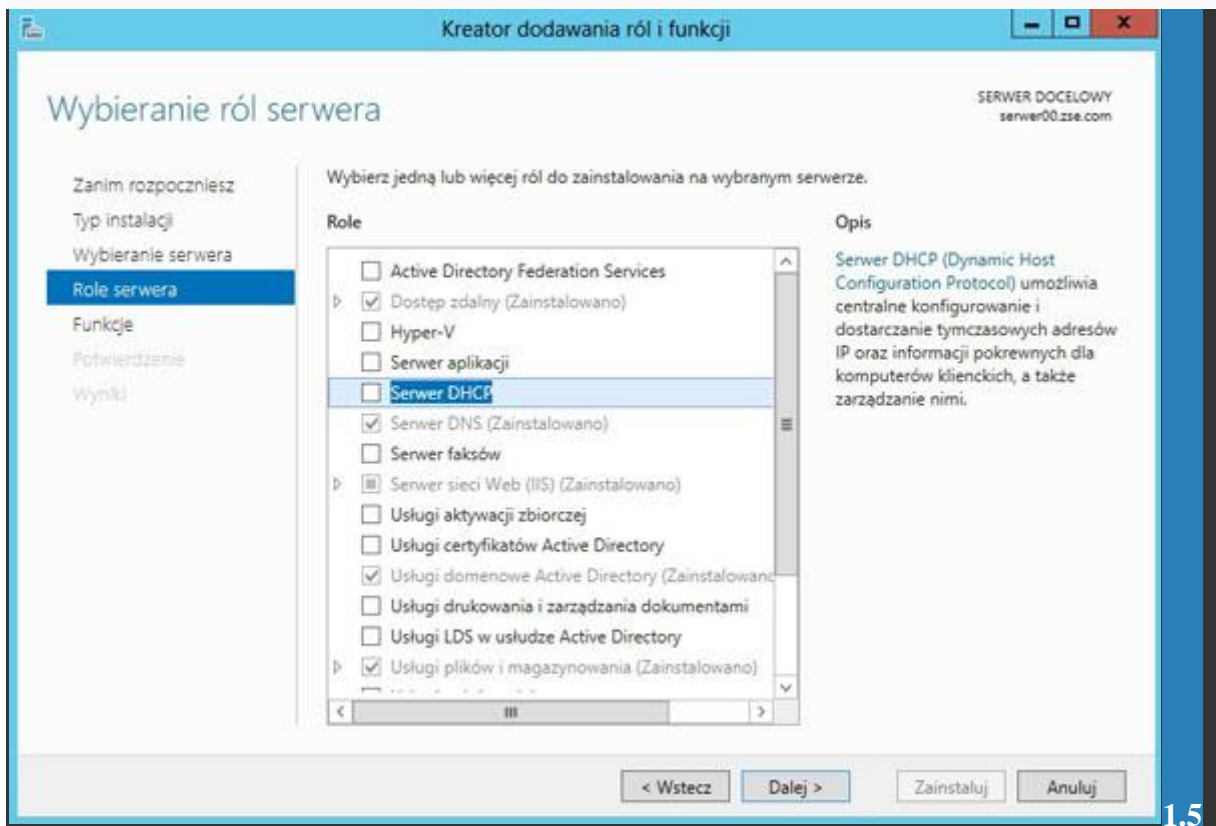 Kreator dodawania ról i funkcji
Wybieranie ról serwera
SERWER DOCELOWY
serwer00.zse.com
Zanim rozpoczniesz
Typ instalacji
Wybieranie serwera
Role serwera
Funkcje
Potwierdzenie
Wyniki
Wybierz jedną lub więcej ról do zainstalowania na wybranym serwerze.
Role
Active Directory Federation Services
Dostęp zdalny (Zainstalowano)
Hyper-V
Serwer aplikacji
Serwer DHCP
Serwer DNS (Zainstalowano)
Serwer faksów
Serwer sieci Web (IIS) (Zainstalowano)
Usługi aktywacji zbiorczej
Usługi certyfikatów Active Directory
Usługi domenowe Active Directory (Zainstalowano
Usługi drukowania i zarządzania dokumentami
Usługi LDS w usłudze Active Directory
Usługi plików i magazynowania (Zainstalowano)
Opis
Serwer DHCP (Dynamic Host
Configuration Protocol) umożliwia
centralne konfigurowanie i
dostarczanie tymczasowych adresów
IP oraz informacji pokrewnych dla
komputerów klienckich, a także
zarządzanie nimi.
< Wstecz
Dalej >
Zainstaluj
Anuluj
1.5